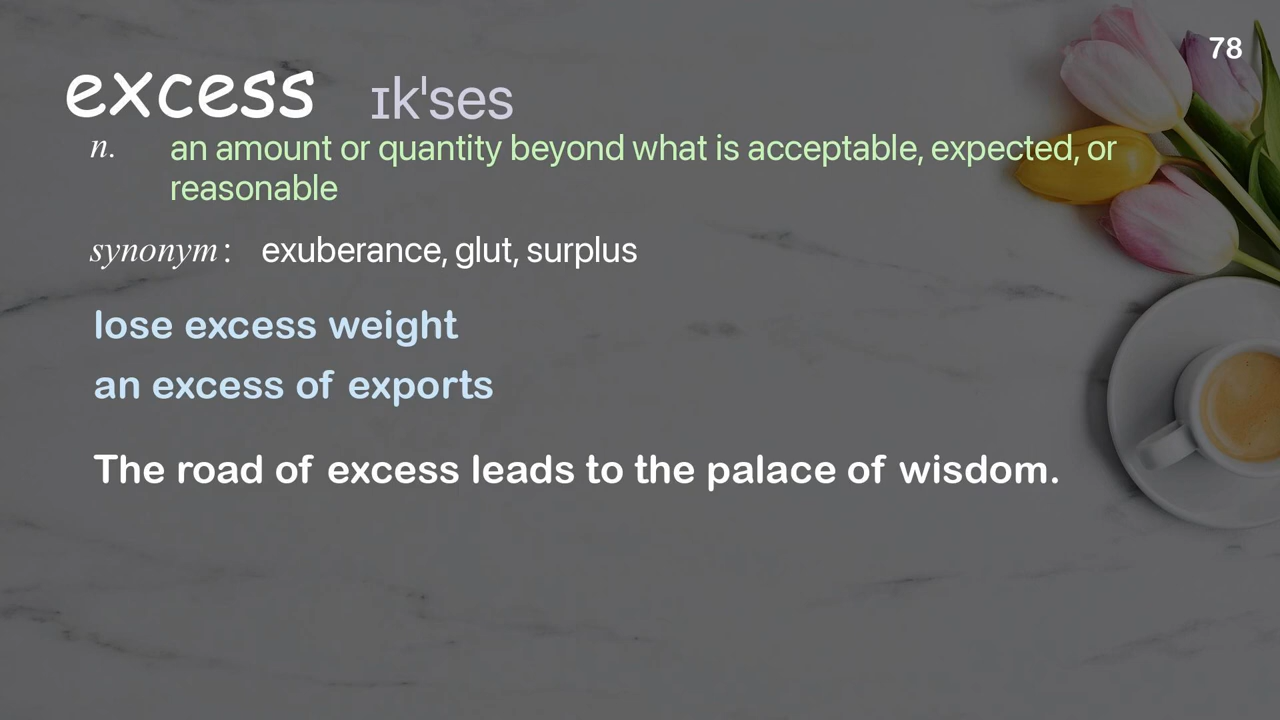 78
excess ɪk'ses
n. an amount or quantity beyond what is acceptable, expected, or
reasonable
synonym: exuberance, glut, surplus
lose excess weight
an excess of exports
The road of excess leads to the palace of wisdom.